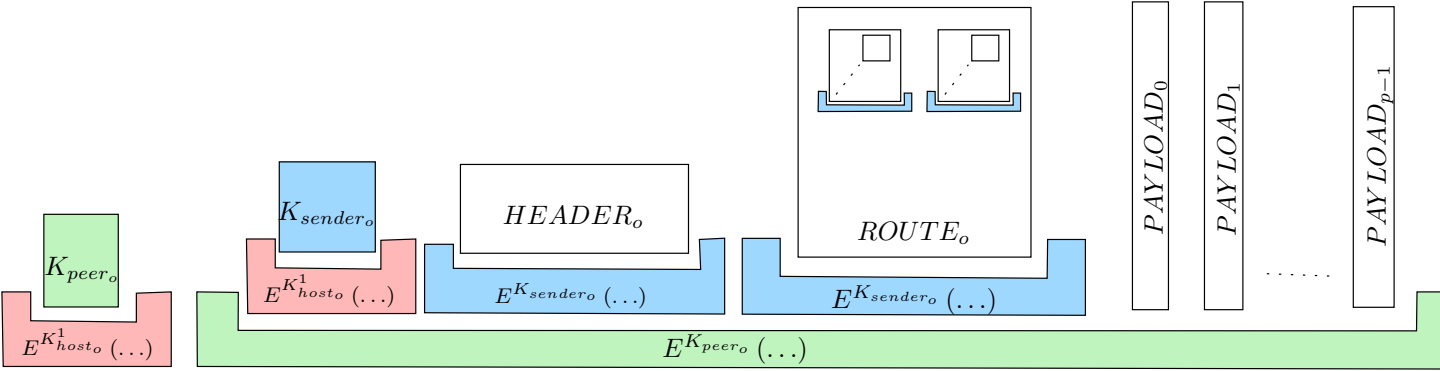 K_{peer_o}
E^{K^1_{host_o}}(...)
K_{sender_o}
E^{K^1_{host_o}}(...)
HEADER_o
E^{K_{sender_o}}(...)
ROUTE_o
E^{K_{sender_o}}(...)
PAYLOAD_0
PAYLOAD_1
......
PAYLOAD_{p-1}
E^{K_{peer_o}}(...)